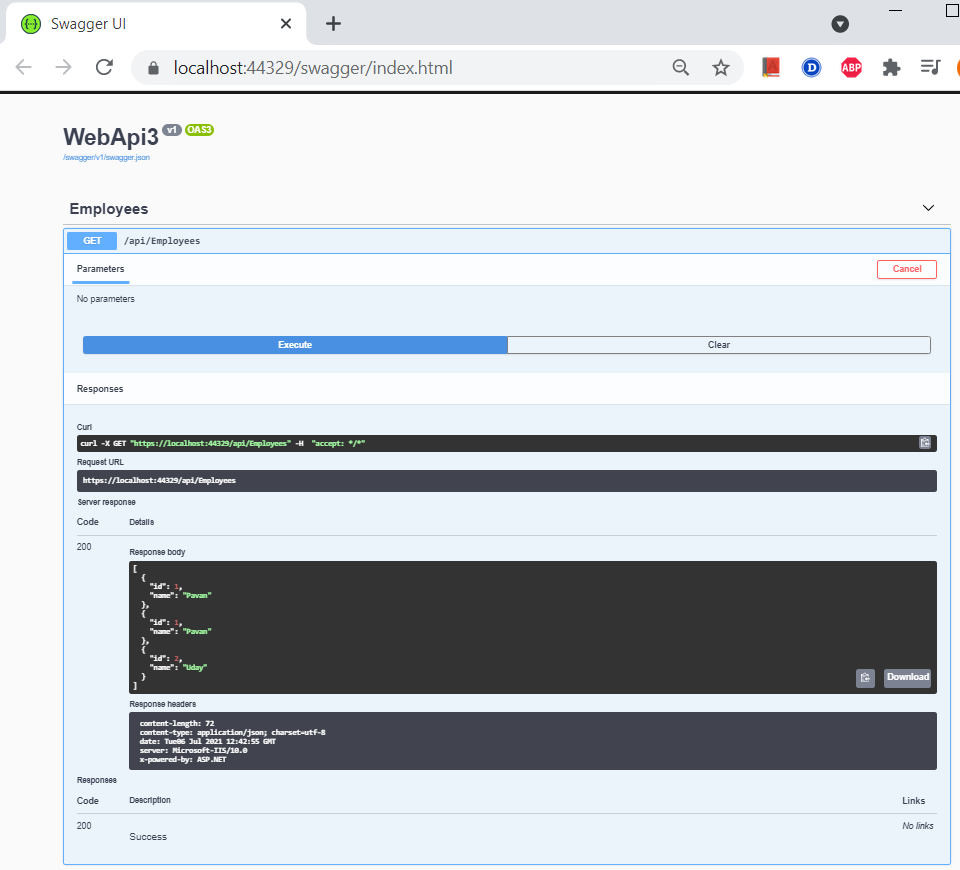 Swagger UI
localhost:44329/swagger/index.html
A
D
ABP
WebApi3 v1 OAS3
/swagger/v1/swagger.json
Employees
GET /api/Employees
Parameters
Cancel
No parameters
Execute
Clear
Responses
Curl
curl -X GET "https://localhost:44329/api/Employees" -H  "accept: */*"
Request URL
https://localhost:44329/api/Employees
Server response
Code Details
200
Response body
[
  {
    "id": 1,
    "name": "Pavan"
  },
  {
    "id": 1,
    "name": "Pavan"
  },
  {
    "id": 2,
    "name": "Uday"
  }
]
Download
Response headers
content-length: 72
content-type: application/json; charset=utf-8
date: Tue06 Jul 2021 12:42:55 GMT
server: Microsoft-IIS/10.0
x-powered-by: ASP.NET
Responses
Code Description Links
200 No links
Success